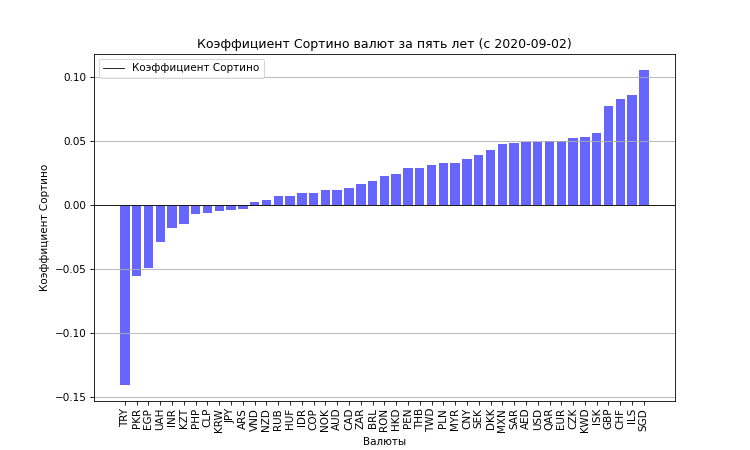 Коэффициент Сортино валют за пять лет (с 2020-09-02)
Коэффициент Сортино
0.10
0.05
0.00
−0.05
−0.10
−0.15
Коэффициент Сортино
TRY PKR EGP UAH INR KZT PHP CLP KRW JPY ARS VND NZD RUB HUF IDR COP NOK AUD CAD ZAR BRL RON HKD PEN THB TWD PLN MYR CNY SEK DKK MXN SAR AED USD QAR EUR CZK KWD ISK GBP CHF ILS SGD
Валюты